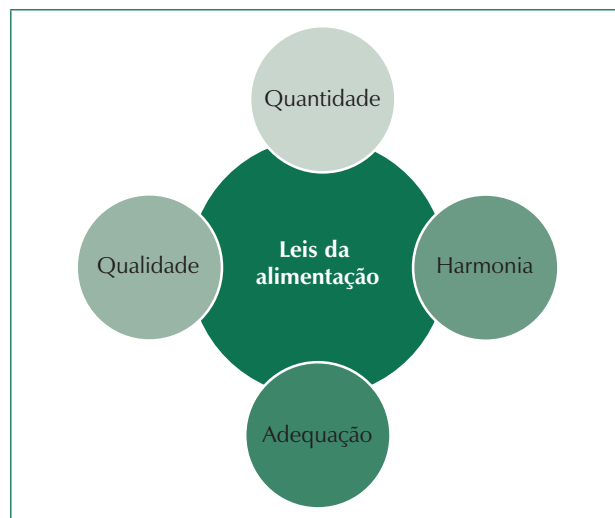 Quantidade
Qualidade
Leis da
alimentação
Harmonia
Adequação